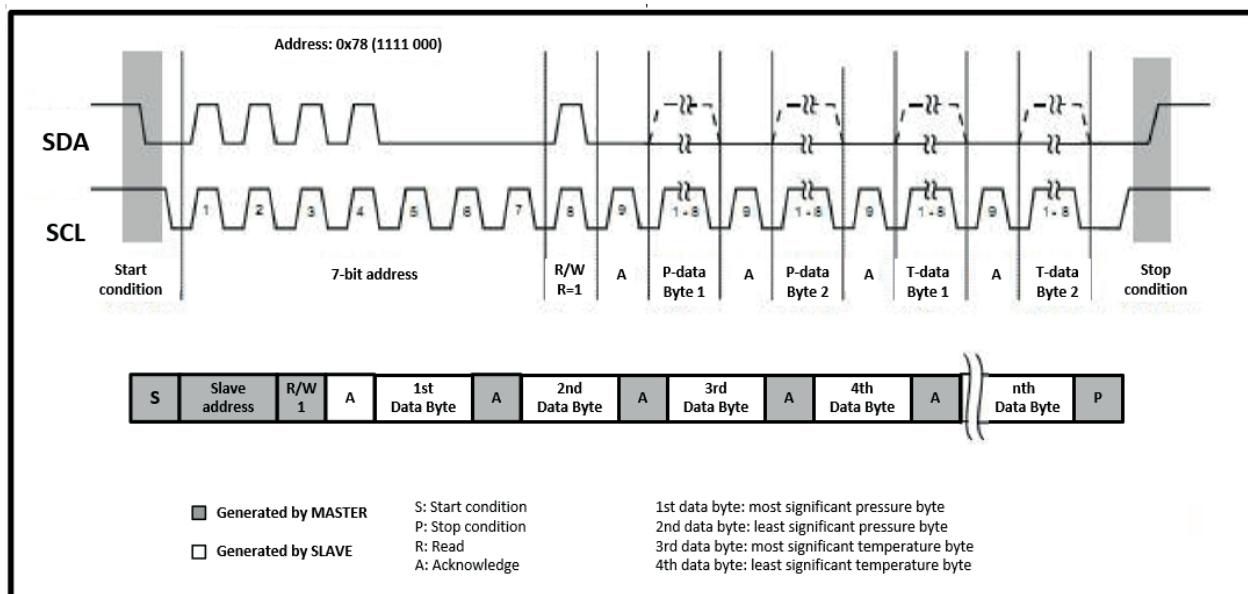 Address: 0x78 (1111 000)
SDA
SCL
1 2 3 4 5 6 7 8 9 1 - 8 9 1 - 8 9 1 - 8 9 1 - 8
Start
condition
7-bit address
R/W
R=1
A
P-data
Byte 1
A
P-data
Byte 2
A
T-data
Byte 1
A
T-data
Byte 2
Stop
condition
S
Slave
address
R/W
1
A
1st
Data Byte
A
2nd
Data Byte
A
3rd
Data Byte
A
4th
Data Byte
A
nth
Data Byte
P
Generated by MASTER
Generated by SLAVE
S: Start condition
P: Stop condition
R: Read
A: Acknowledge
1st data byte: most significant pressure byte
2nd data byte: least significant pressure byte
3rd data byte: most significant temperature byte
4th data byte: least significant temperature byte